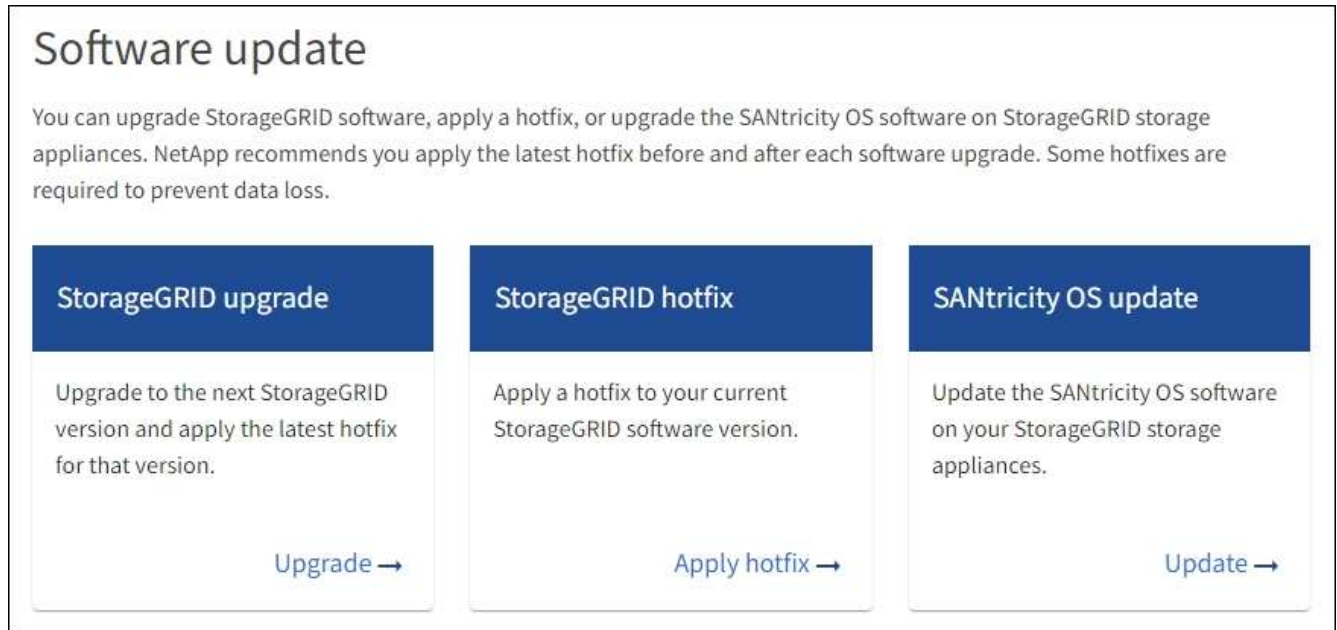 Software update
You can upgrade StorageGRID software, apply a hotfix, or upgrade the SANtricity OS software on StorageGRID storage
appliances. NetApp recommends you apply the latest hotfix before and after each software upgrade. Some hotfixes are
required to prevent data loss.
StorageGRID upgrade
Upgrade to the next StorageGRID
version and apply the latest hotfix
for that version.
Upgrade →
StorageGRID hotfix
Apply a hotfix to your current
StorageGRID software version.
Apply hotfix →
SANtricity OS update
Update the SANtricity OS software
on your StorageGRID storage
appliances.
Update →